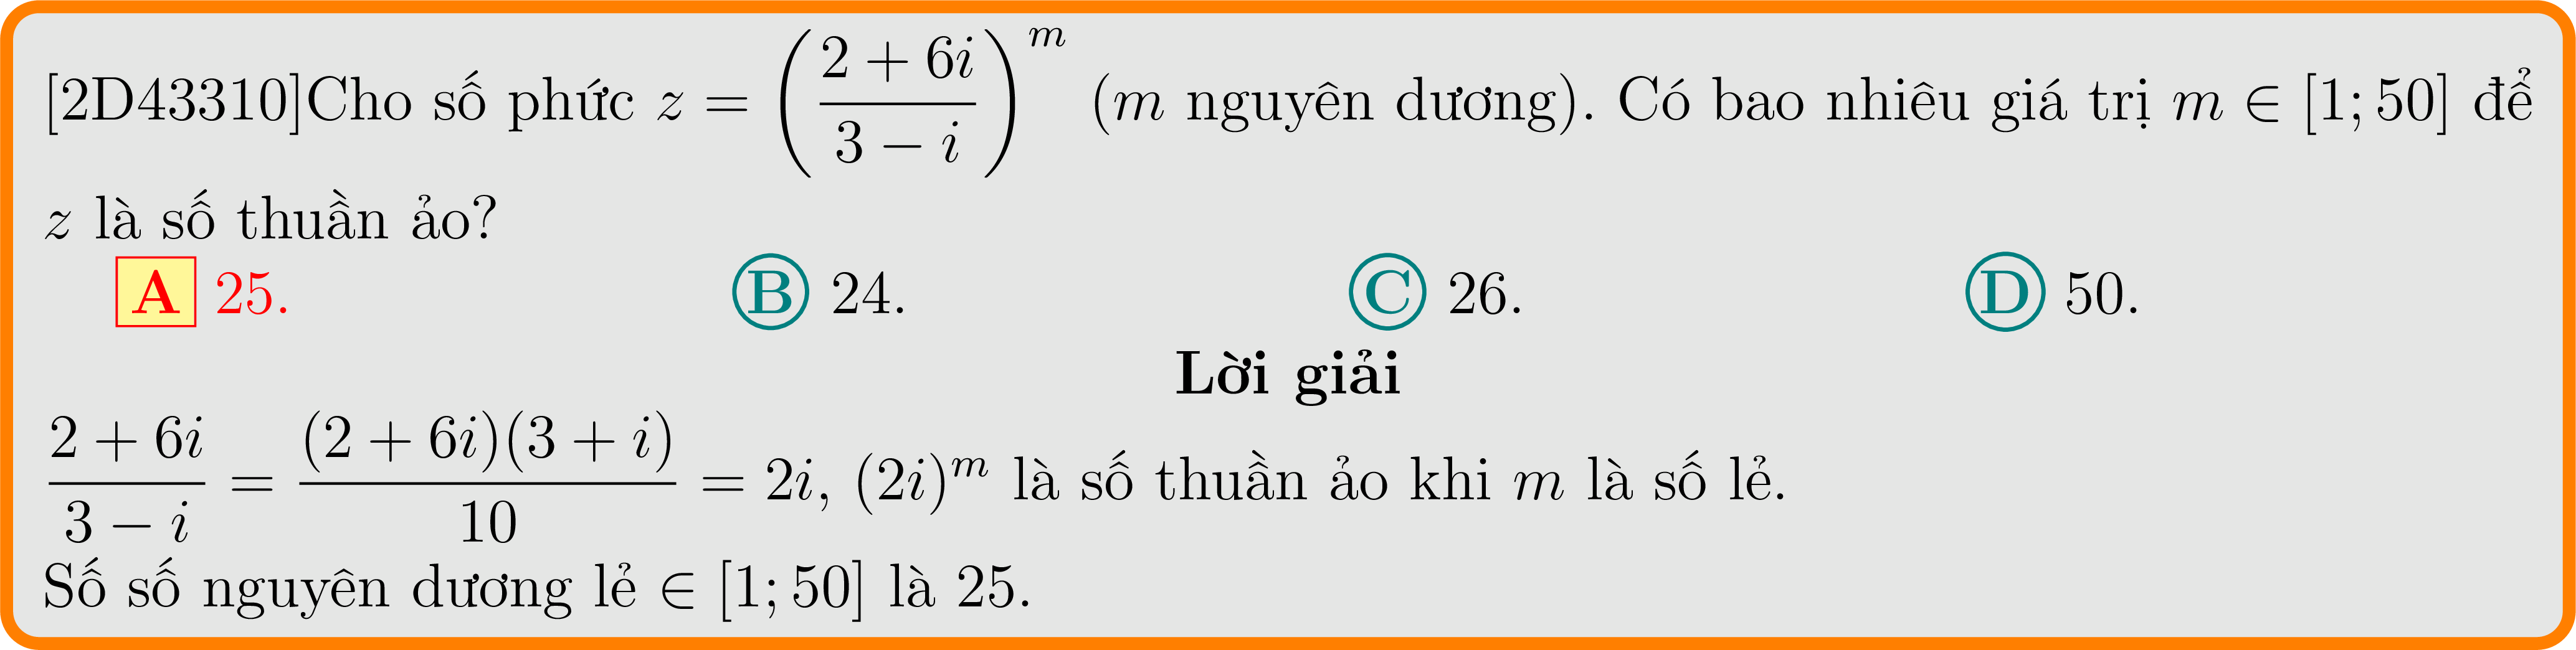 [2D43310]Cho số phức $z = \left(\dfrac{2+6i}{3-i}\right)^m$ (m nguyên dương). Có bao nhiêu giá trị $m \in [1;50]$ để
z là số thuần ảo?
A 25. B 24. C 26. D 50.
Lời giải
$\dfrac{2+6i}{3-i} = \dfrac{(2+6i)(3+i)}{10} = 2i$, $(2i)^m$ là số thuần ảo khi m là số lẻ.
Số số nguyên dương lẻ $\in [1;50]$ là 25.